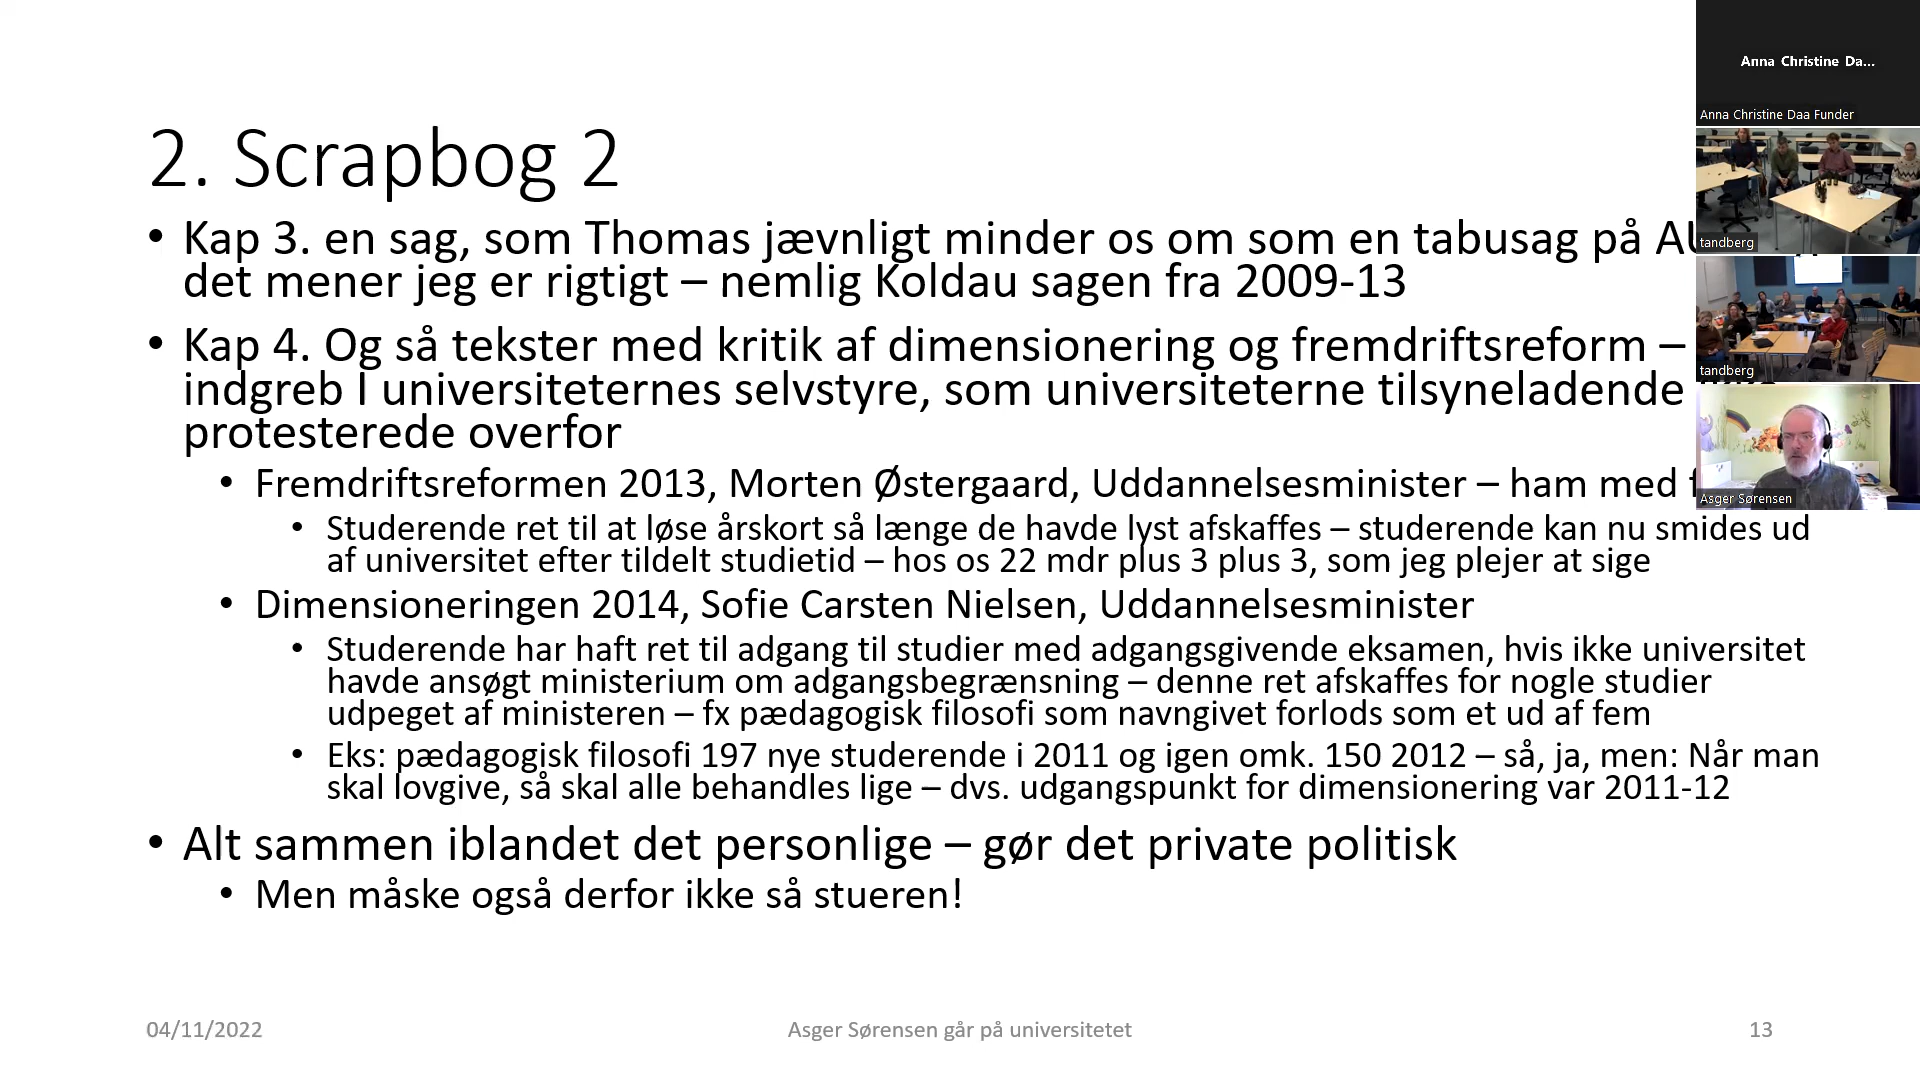 2. Scrapbog 2
• Kap 3. en sag, som Thomas jævnligt minder os om som en tabusag på AU
det mener jeg er rigtigt – nemlig Koldau sagen fra 2009-13
• Kap 4. Og så tekster med kritik af dimensionering og fremdriftsreform –
indgreb I universiteternes selvstyre, som universiteterne tilsyneladende
protesterede overfor
• Fremdriftsreformen 2013, Morten Østergaard, Uddannelsesminister – ham med
• Studerende ret til at løse årskort så længe de havde lyst afskaffes – studerende kan nu smides ud
af universitet efter tildelt studietid – hos os 22 mdr plus 3 plus 3, som jeg plejer at sige
• Dimensioneringen 2014, Sofie Carsten Nielsen, Uddannelsesminister
• Studerende har haft ret til adgang til studier med adgangsgivende eksamen, hvis ikke universitet
havde ansøgt ministerium om adgangsbegrænsning – denne ret afskaffes for nogle studier
udpeget af ministeren – fx pædagogisk filosofi som navngivet forlods som et ud af fem
• Eks: pædagogisk filosofi 197 nye studerende i 2011 og igen omk. 150 2012 – så, ja, men: Når man
skal lovgive, så skal alle behandles lige – dvs. udgangspunkt for dimensionering var 2011-12
• Alt sammen iblandet det personlige – gør det private politisk
• Men måske også derfor ikke så stueren!
04/11/2022
Asger Sørensen går på universitetet
13
Anna Christine Da...
Anna Christine Daa Funder
tandberg
tandberg
Asger Sørensen